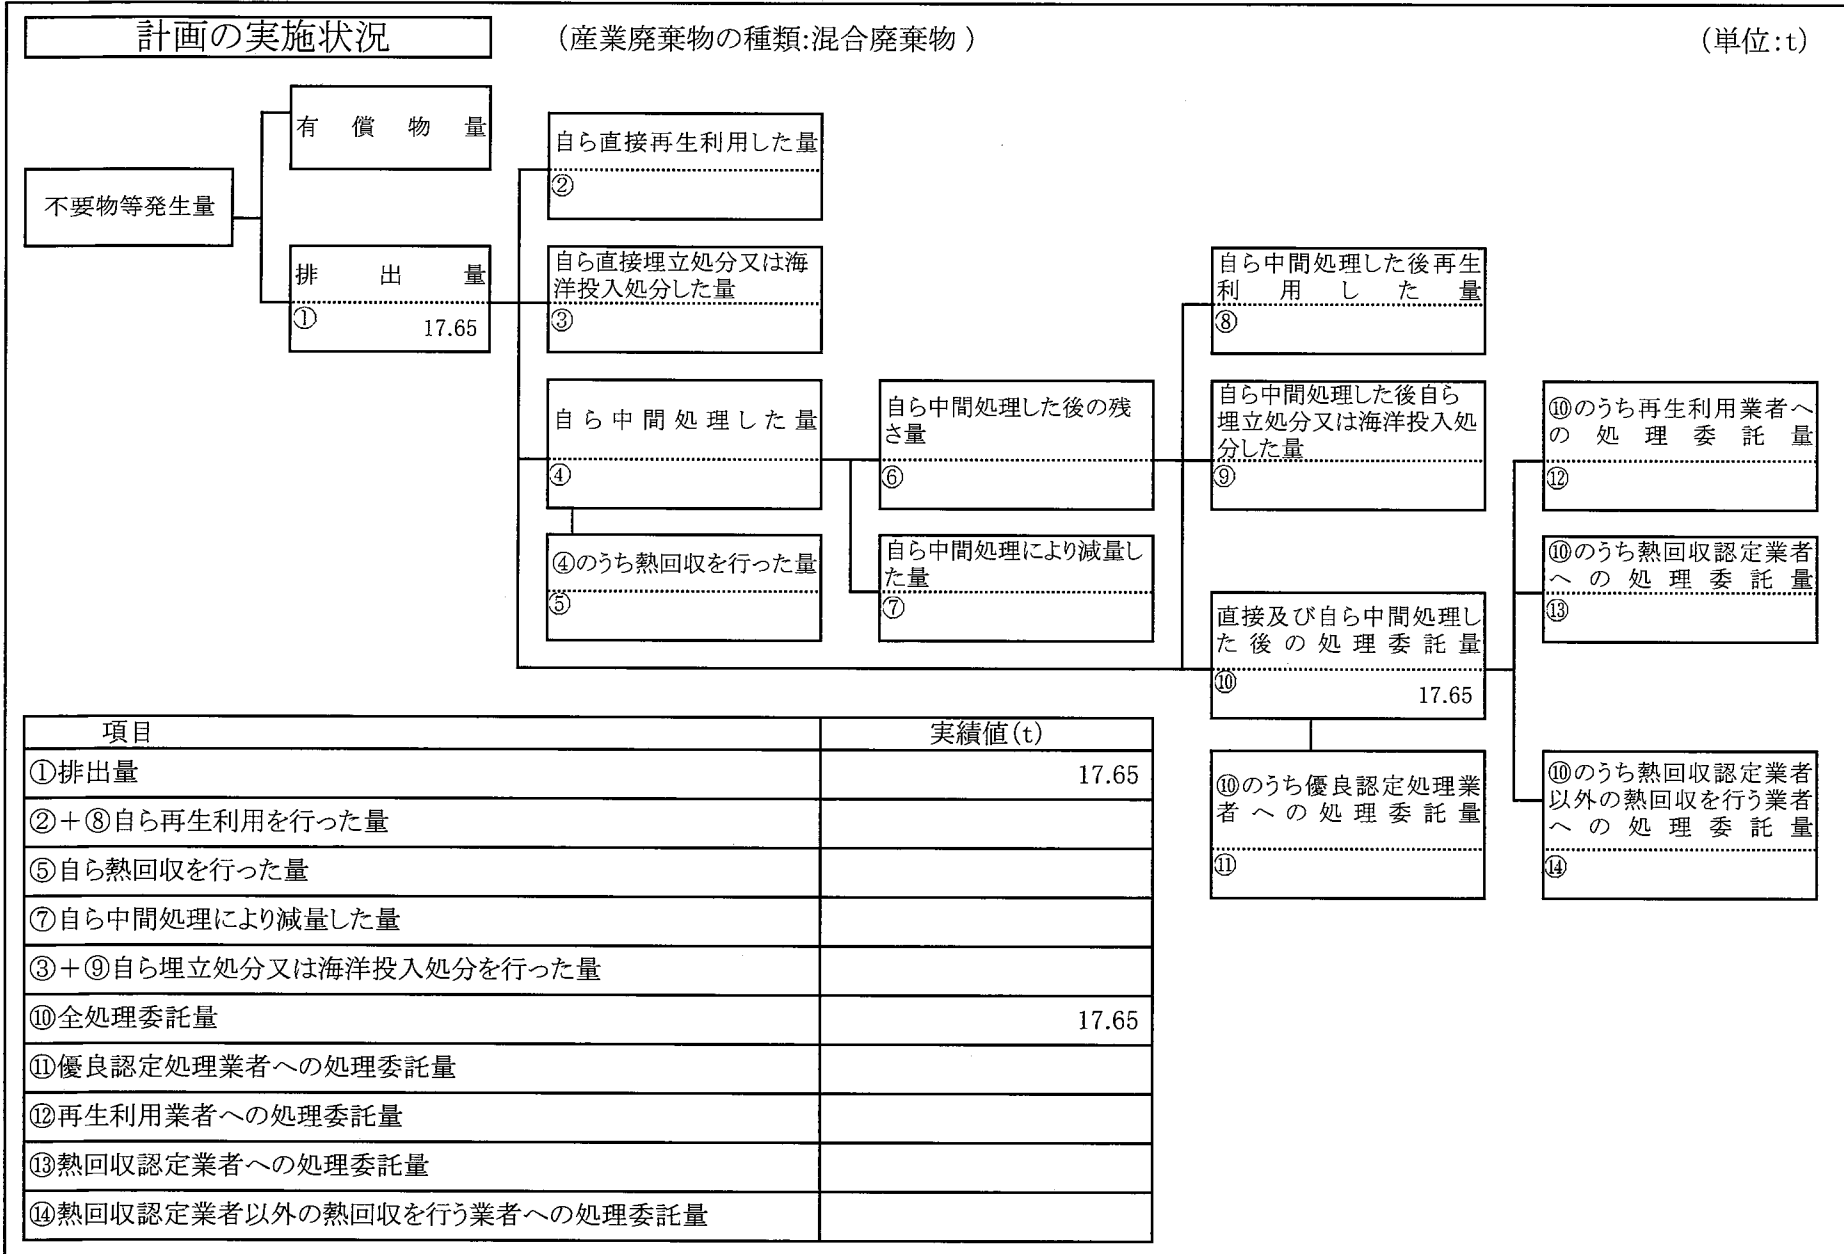 計画の実施状況
(産業廃棄物の種類:混合廃棄物 )
(単位:t)
有償物量
不要物等発生量
排出量
①
17.65
自ら直接再生利用した量
②
自ら直接埋立処分又は海
洋投入処分した量
③
自ら中間処理した量
④
④のうち熱回収を行った量
⑤
自ら中間処理した後の残
さ量
⑥
自ら中間処理により減量し
た量
⑦
自ら中間処理した後再生
利用した量
⑧
自ら中間処理した後自ら
埋立処分又は海洋投入処
分した量
⑨
直接及び自ら中間処理し
た後の処理委託量
⑩
17.65
⑩のうち優良認定処理業
者への処理委託量
⑪
⑩のうち再生利用業者へ
の処理委託量
⑫
⑩のうち熱回収認定業者
への処理委託量
⑬
⑩のうち熱回収認定業者
以外の熱回収を行う業者
への処理委託量
⑭
項目 実績値(t)
①排出量 17.65
②+⑧自ら再生利用を行った量
⑤自ら熱回収を行った量
⑦自ら中間処理により減量した量
③+⑨自ら埋立処分又は海洋投入処分を行った量
⑩全処理委託量 17.65
⑪優良認定処理業者への処理委託量
⑫再生利用業者への処理委託量
⑬熱回収認定業者への処理委託量
⑭熱回収認定業者以外の熱回収を行う業者への処理委託量